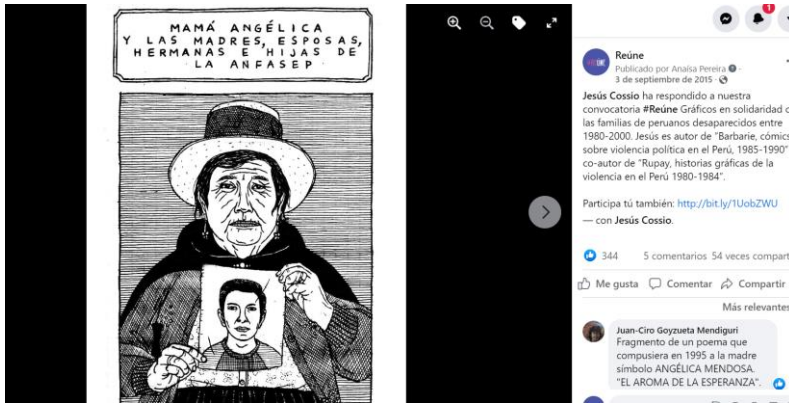 MAMÁ ANGÉLICA
Y LAS MADRES, ESPOSAS,
HERMANAS E HIJAS DE
LA ANFASEP
1
Reúne
Publicado por Anaísa Pereira
3 de septiembre de 2015
Jesús Cossio ha respondido a nuestra
convocatoria #Reúne Gráficos en solidaridad
las familias de peruanos desaparecidos entre
1980-2000. Jesús es autor de "Barbarie, cómics
sobre violencia política en el Perú, 1985-1990"
co-autor de "Rupay, historias gráficas de la
violencia en el Perú 1980-1984".
Participa tú también: http://bit.ly/1UobZWU
— con Jesús Cossio.
344
5 comentarios 54 veces compart
Me gusta Comentar Compartir
Más relevantes
Juan-Ciro Goyzueta Mendiguri
Fragmento de un poema que
compusiera en 1995 a la madre
símbolo ANGÉLICA MENDOSA.
"EL AROMA DE LA ESPERANZA".